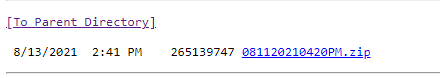 [To Parent Directory]
8/13/2021 2:41 PM 265139747 081120210420PM.zip